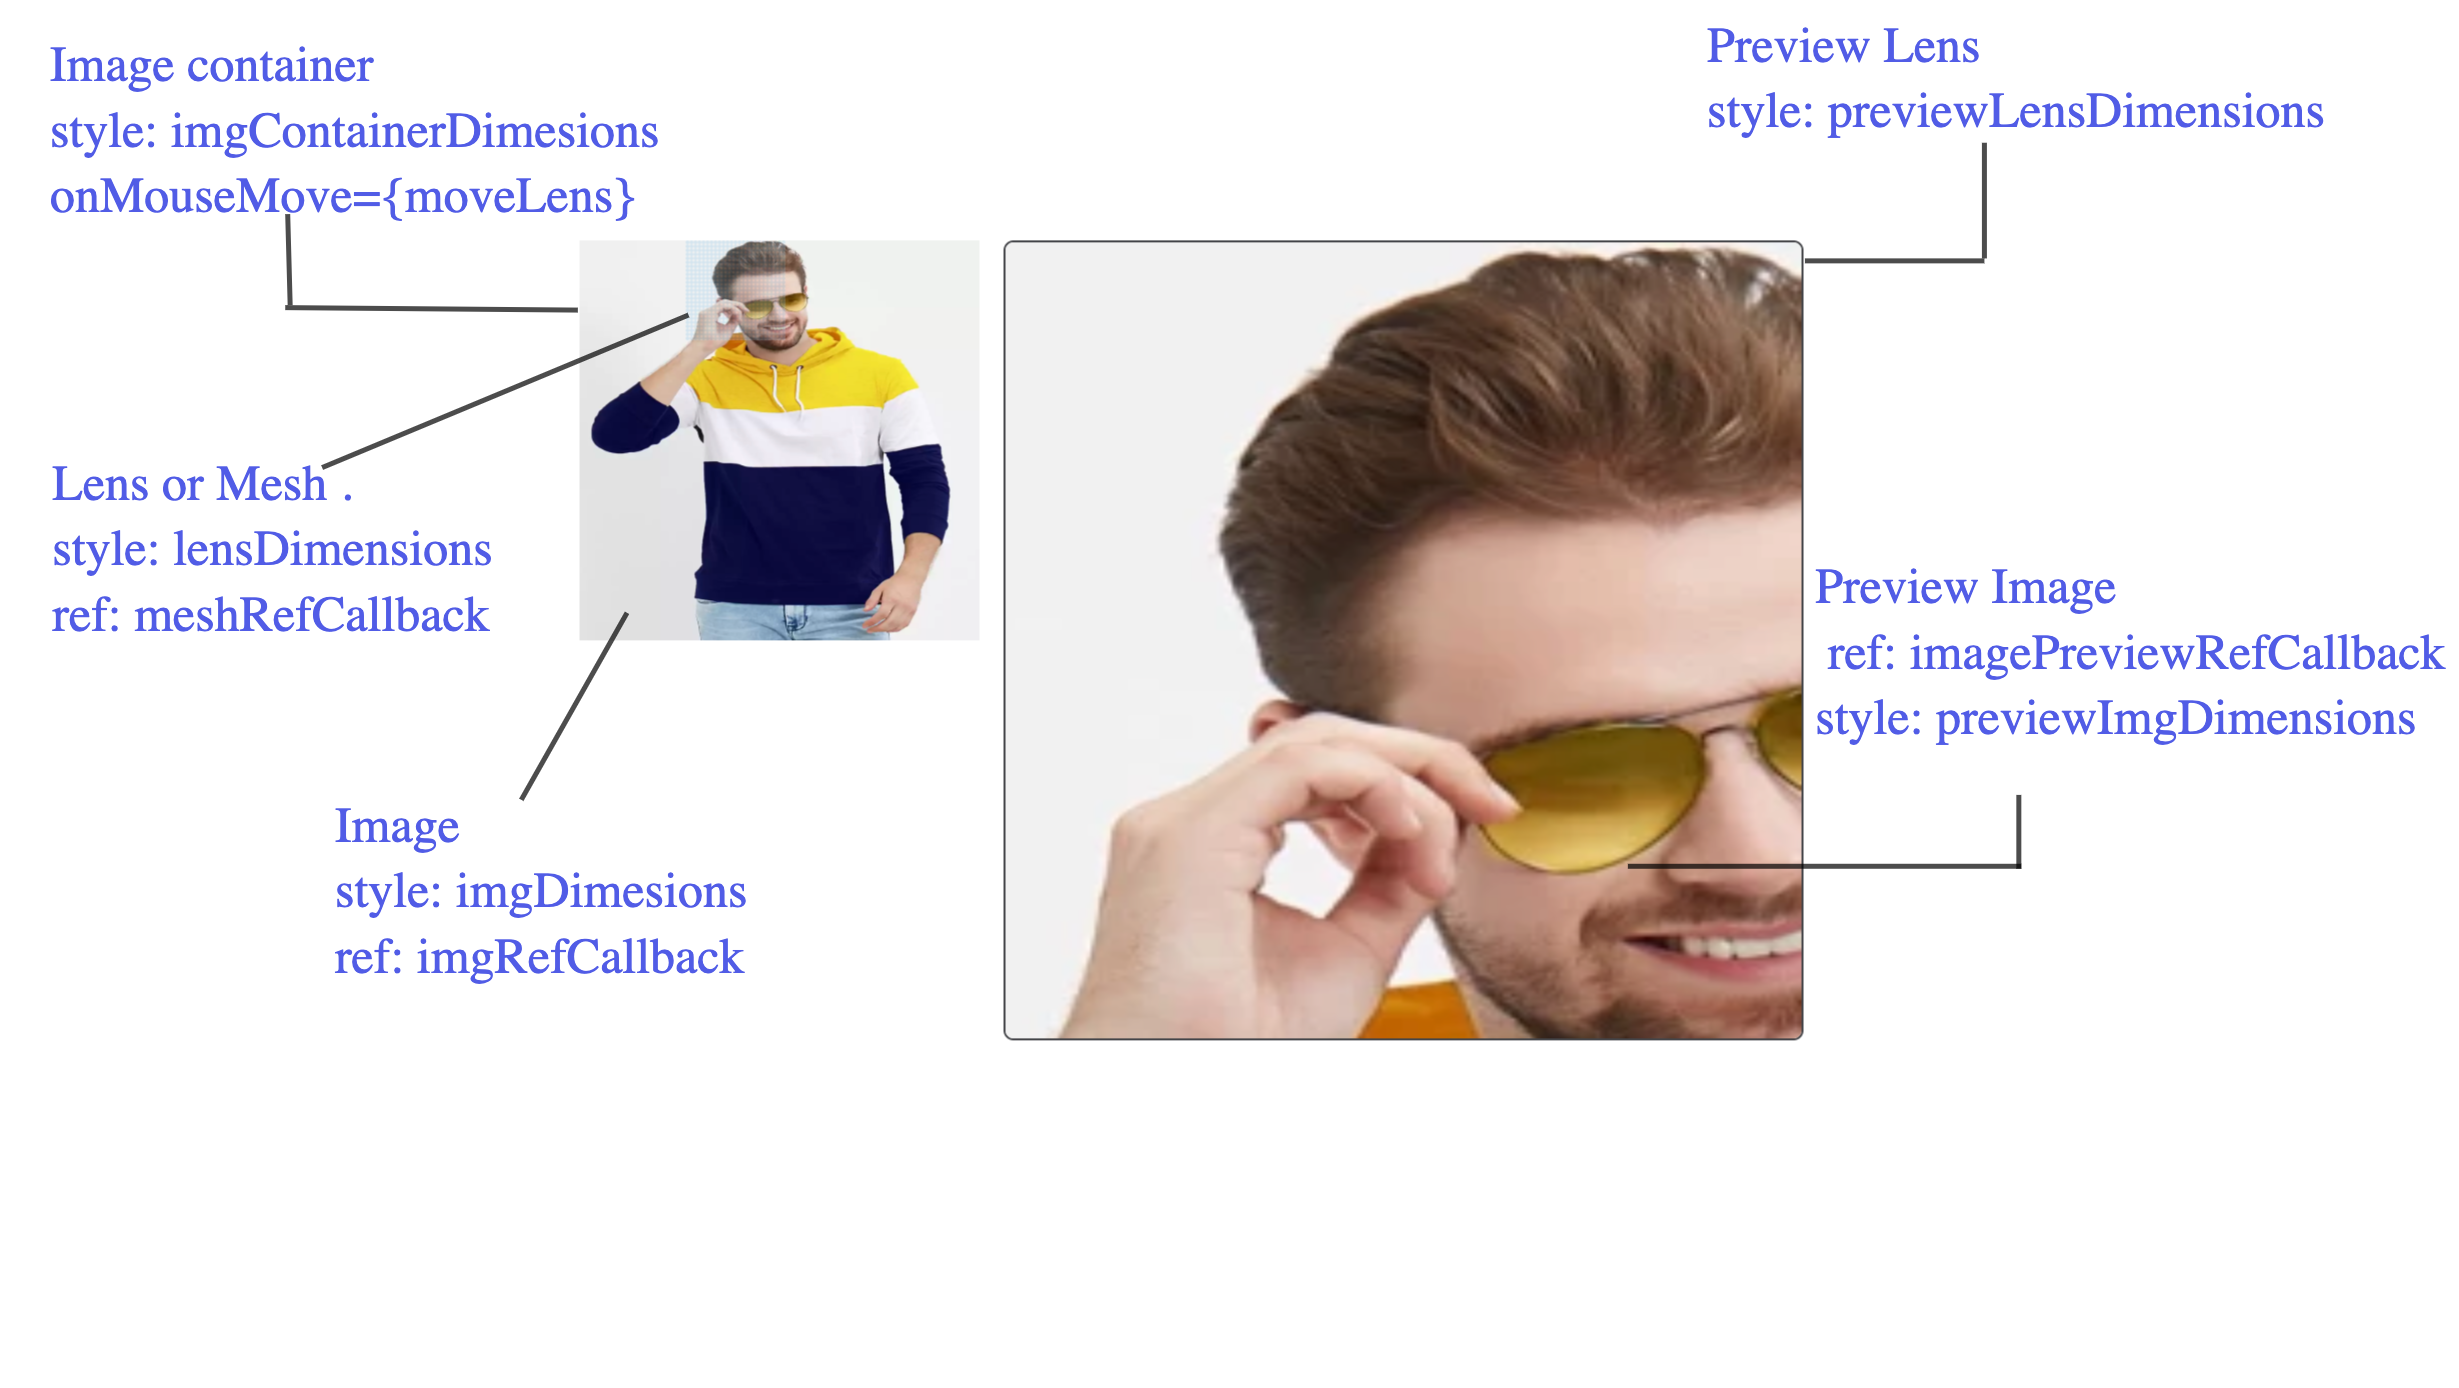 Image container
style: imgContainerDimesions
onMouseMove={moveLens}
Preview Lens
style: previewLensDimensions
Lens or Mesh .
style: lensDimensions
ref: meshRefCallback
Preview Image
ref: imagePreviewRefCallback
style: previewImgDimensions
Image
style: imgDimesions
ref: imgRefCallback